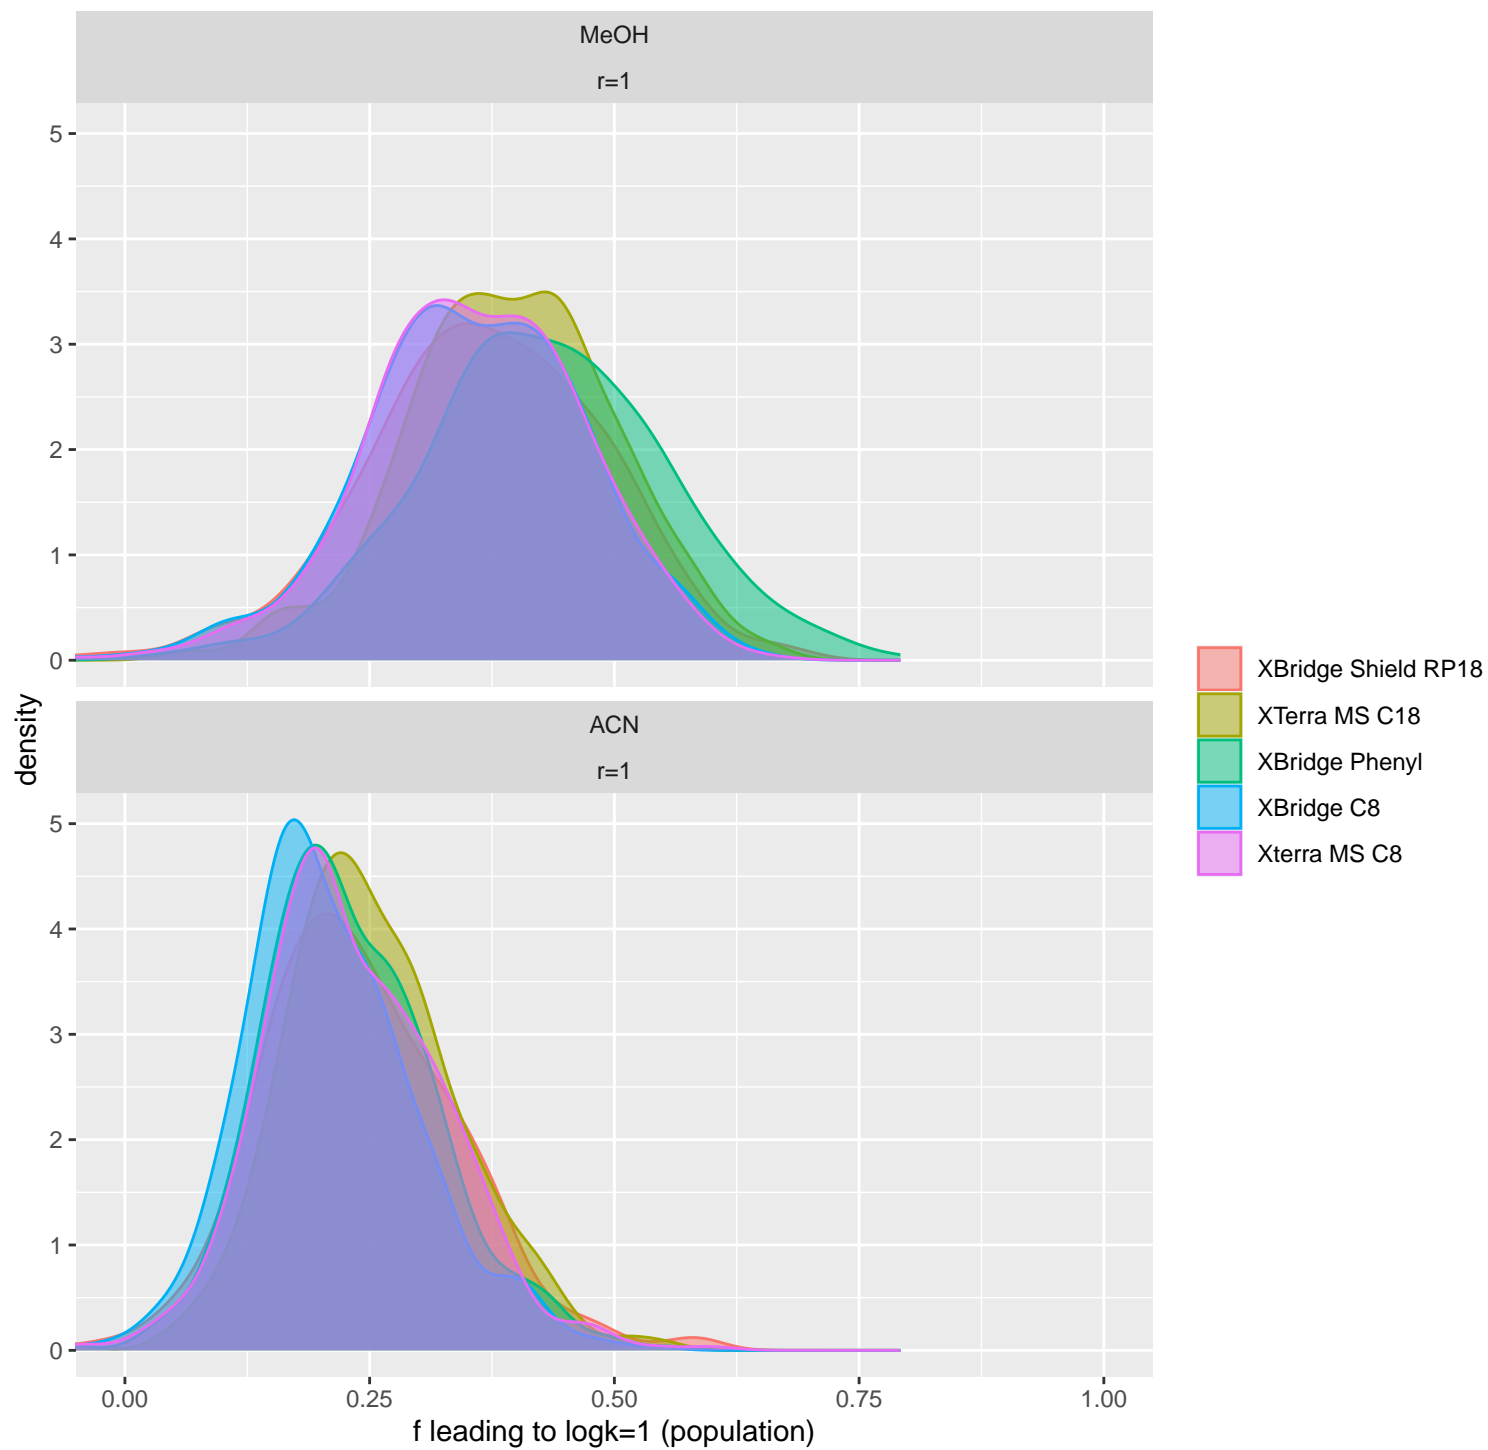 MeOH
r=1
5
4
3
2
1
0
density
ACN
r=1
5
4
3
2
1
0
0.00 0.25 0.50 0.75 1.00
f leading to logk=1 (population)
XBridge Shield RP18
XTerra MS C18
XBridge Phenyl
XBridge C8
Xterra MS C8